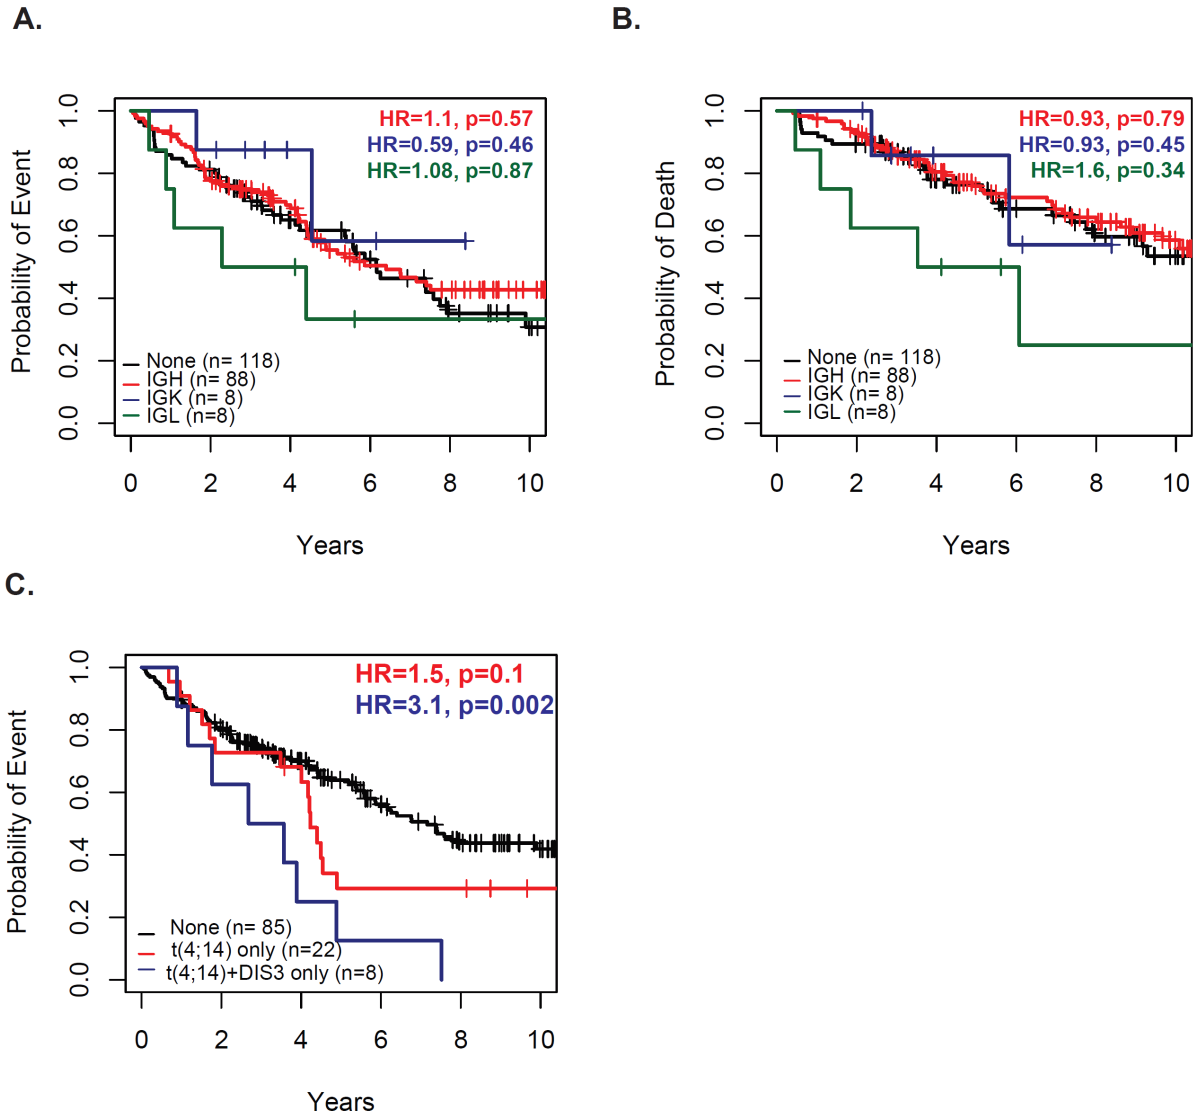 A.
HR=1.1, p=0.57
HR=0.59, p=0.46
HR=1.08, p=0.87
Probability of Event
1.0
0.8
0.6
0.4
0.2
0.0
None (n= 118)
IGH (n= 88)
IGK (n= 8)
IGL (n=8)
0 2 4 6 8 10
Years
B.
HR=0.93, p=0.79
HR=0.93, p=0.45
HR=1.6, p=0.34
Probability of Death
1.0
0.8
0.6
0.4
0.2
0.0
None (n= 118)
IGH (n= 88)
IGK (n= 8)
IGL (n=8)
0 2 4 6 8 10
Years
C.
HR=1.5, p=0.1
HR=3.1, p=0.002
Probability of Event
1.0
0.8
0.6
0.4
0.2
0.0
None (n= 85)
t(4;14) only (n=22)
t(4;14)+DIS3 only (n=8)
0 2 4 6 8 10
Years